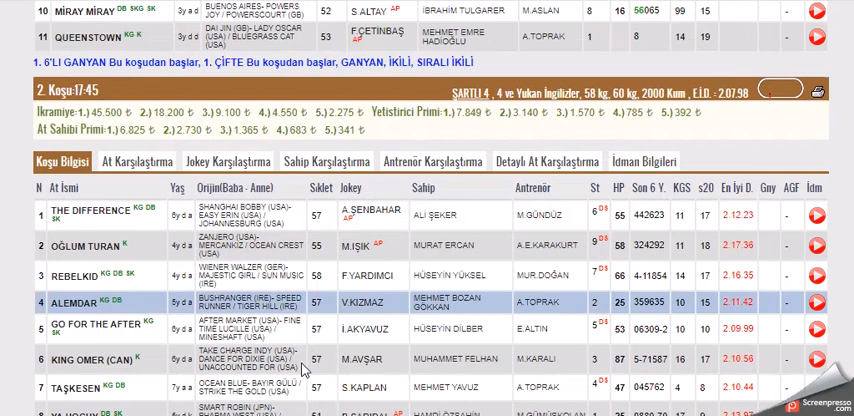 10 MIRAY MIRAY DB SKG SK 3y a d BUENOS AIRES- POWERS JOY / POWERSCOURT (GB) 52 S.ALTAY AP İBRAHİM TULGARER M.ASLAN 8 16 56065 99 15
11 QUEENSTOWN KG K 3y d d DAI JIN (GB)- LADY OSCAR (USA) / BLUEGRASS CAT (USA) 53 F.ÇETİNBAŞ AP MEHMET EMRE HADİOĞLU A.TOPRAK 1 8 14 19
1. 6'LI GANYAN Bu koşudan başlar, 1. ÇİFTE Bu koşudan başlar, GANYAN, İKİLİ, SIRALI İKİLİ
2. Koşu:17:45 ŞARTLI 4 , 4 ve Yukarı İngilizler, 58 kg, 60 kg, 2000 Kum , E.İ.D. : 2.07.98
İkramiye: 1.) 45.500 ₺ 2.) 18.200 ₺ 3.) 9.100 ₺ 4.) 4.550 ₺ 5.) 2.275 ₺ Yetistirici Primi: 1.) 7.849 ₺ 2.) 3.140 ₺ 3.) 1.570 ₺ 4.) 785 ₺ 5.) 392 ₺
At Sahibi Primi: 1.) 6.825 ₺ 2.) 2.730 ₺ 3.) 1.365 ₺ 4.) 683 ₺ 5.) 341 ₺
Koşu Bilgisi At Karşılaştırma Jokey Karşılaştırma Sahip Karşılaştırma Antrenör Karşılaştırma Detaylı At Karşılaştırma İdman Bilgileri
N At İsmi Yaş Orijin(Baba - Anne) Sıklet Jokey Sahip Antrenör St HP Son 6 Y. KGS s20 En İyi D. Gny AGF İdm
1 THE DIFFERENCE KG DB SK 6y d a SHANGHAI BOBBY (USA)- EASY ERIN (USA) / JOHANNESBURG (USA) 57 A.ŞENBAHAR AP ALİ ŞEKER M.GÜNDÜZ 6 DS 55 442623 11 17 2.12.23 -
2 OĞLUM TURAN K 4y d a ZANJERO (USA)- MERCANKIZ / OCEAN CREST (USA) 55 M.IŞIK AP MURAT ERCAN A.E.KARAKURT 9 DS 58 324292 11 18 2.17.36 -
3 REBELKID KG DB SK 4y d a WIENER WALZER (GER)- MAJESTIC GIRL / SUN MUSIC (IRE) 58 F.YARDIMCI HÜSEYİN YÜKSEL MUR.DOĞAN 7 DS 66 4-11854 14 17 2.16.35 -
4 ALEMDAR KG DB 5y d a BUSHRANGER (IRE)- SPEED RUNNER / TIGER HILL (IRE) 57 V.KIZMAZ MEHMET BOZAN GÖKKAN A.TOPRAK 2 25 359635 10 15 2.11.42 -
5 GO FOR THE AFTER KG SK 6y d a AFTER MARKET (USA)- FINE TIME LUCILLE (USA) / MINESHAFT (USA) 57 İ.AKYAVUZ HÜSEYİN DİLBER E.ALTIN 5 DS 53 06309-2 10 10 2.09.99 -
6 KING OMER (CAN) K 6y d a TAKE CHARGE INDY (USA)- DANCE FOR DIXIE (USA) / UNACCOUNTED FOR (USA) 57 M.AVŞAR MUHAMMET FELHAN M.KARALI 3 87 5-71587 16 17 2.10.56 -
7 TAŞKESEN KG DB 7y a a OCEAN BLUE- BAYIR GÜLÜ / STRIKE THE GOLD (USA) 57 S.KAPLAN MEHMET YAVUZ A.TOPRAK 4 DS 47 045762 4 8 2.10.44 -
SMART ROBIN (JPN)-
Screenpresso.com